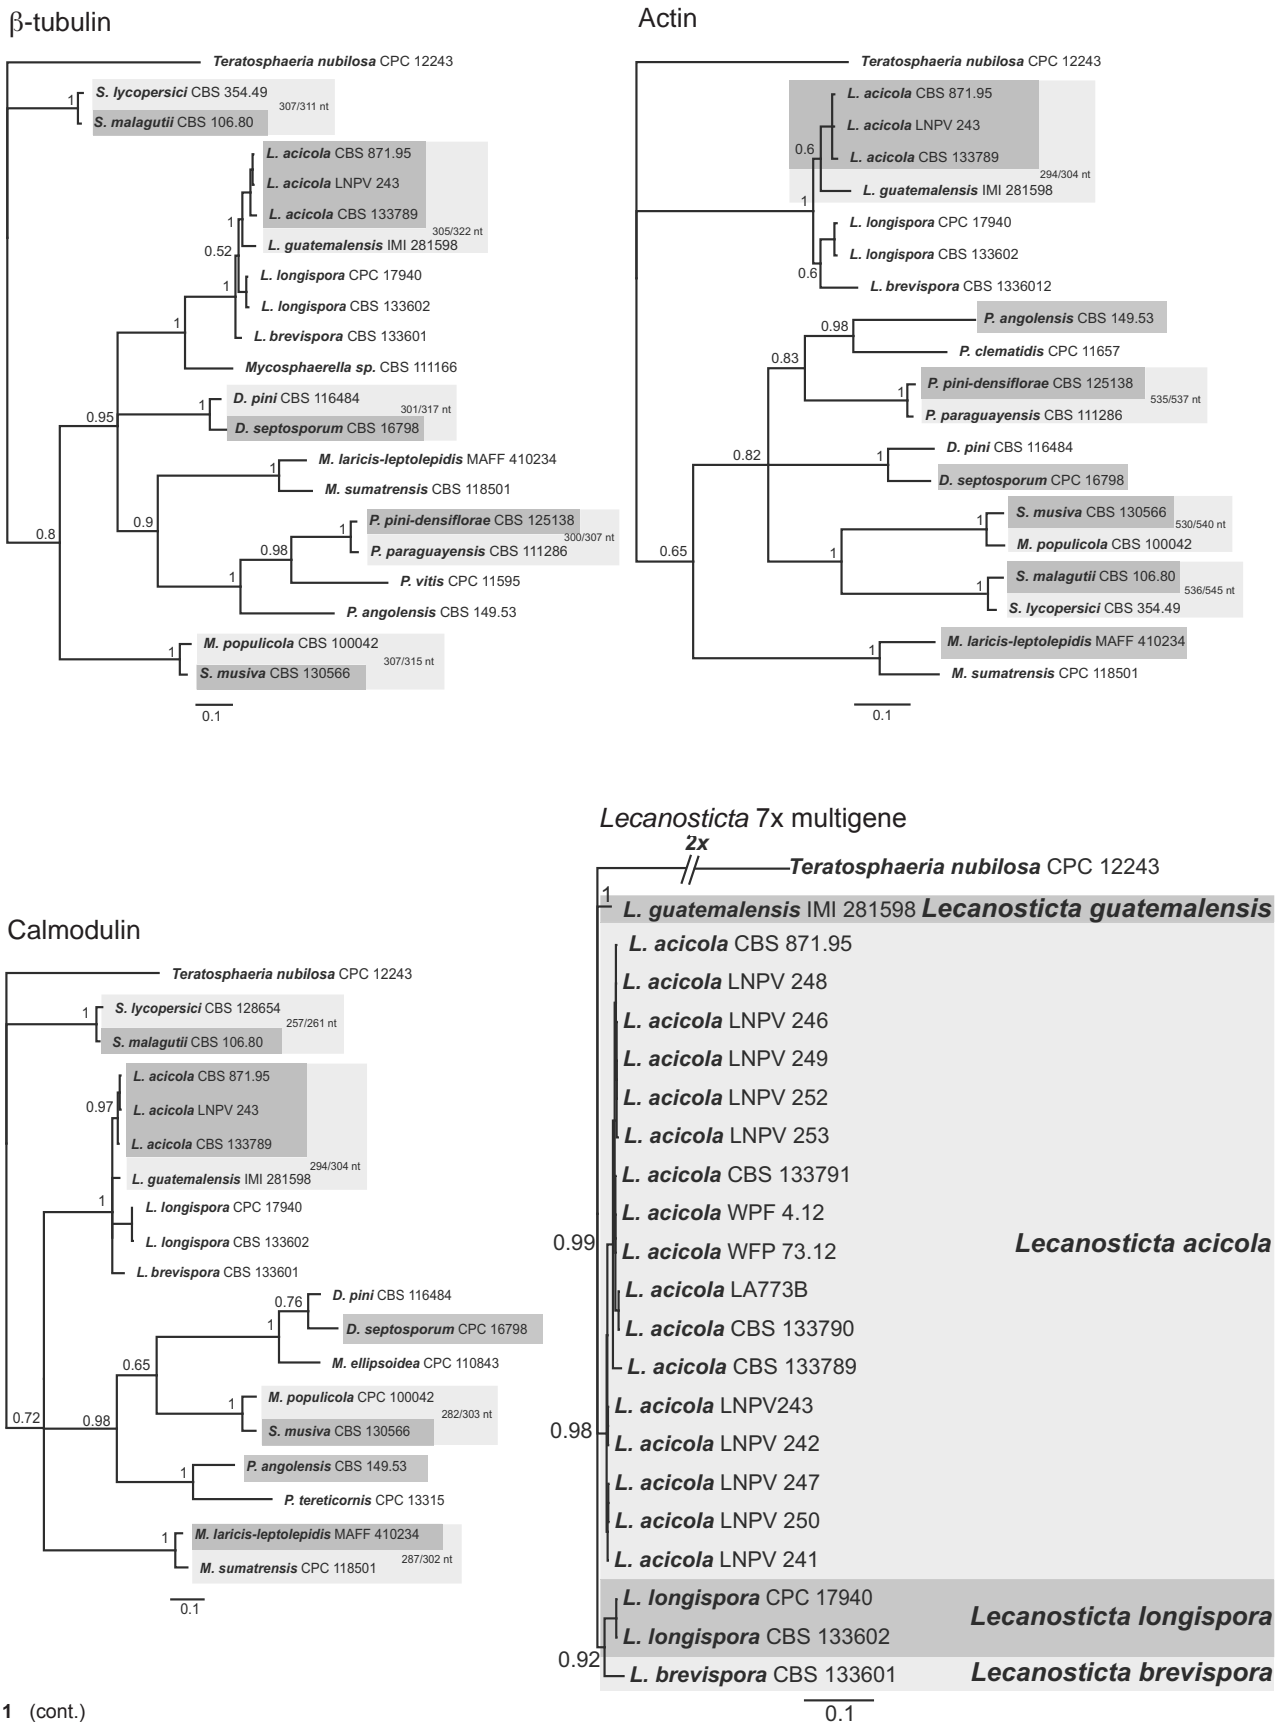 β-tubulin
Teratosphaeria nubilosa CPC 12243
1
S. lycopersici CBS 354.49
307/311 nt
S. malagutii CBS 106.80
L. acicola CBS 871.95
L. acicola LNPV 243
L. acicola CBS 133789
1
305/322 nt
L. guatemalensis IMI 281598
0.52
L. longispora CPC 17940
1
L. longispora CBS 133602
1
L. brevispora CBS 133601
Mycosphaerella sp. CBS 111166
D. pini CBS 116484
1
301/317 nt
0.95
D. septosporum CBS 16798
M. laricis-leptolepidis MAFF 410234
1
M. sumatrensis CBS 118501
0.9
P. pini-densiflorae CBS 125138
1
300/307 nt
0.8
0.98
P. paraguayensis CBS 111286
1
P. vitis CPC 11595
P. angolensis CBS 149.53
M. populicola CBS 100042
1
307/315 nt
S. musiva CBS 130566
0.1
Actin
Teratosphaeria nubilosa CPC 12243
L. acicola CBS 871.95
L. acicola LNPV 243
0.6
L. acicola CBS 133789
294/304 nt
L. guatemalensis IMI 281598
1
L. longispora CPC 17940
L. longispora CBS 133602
0.6
L. brevispora CBS 1336012
P. angolensis CBS 149.53
0.98
P. clematidis CPC 11657
0.83
P. pini-densiflorae CBS 125138
1
535/537 nt
P. paraguayensis CBS 111286
D. pini CBS 116484
0.82
1
D. septosporum CPC 16798
S. musiva CBS 130566
1
530/540 nt
M. populicola CBS 100042
0.65
1
S. malagutii CBS 106.80
1
536/545 nt
S. lycopersici CBS 354.49
M. laricis-leptolepidis MAFF 410234
1
M. sumatrensis CPC 118501
0.1
Calmodulin
Teratosphaeria nubilosa CPC 12243
S. lycopersici CBS 128654
1
257/261 nt
S. malagutii CBS 106.80
L. acicola CBS 871.95
0.97
L. acicola LNPV 243
L. acicola CBS 133789
294/304 nt
L. guatemalensis IMI 281598
1
L. longispora CPC 17940
L. longispora CBS 133602
L. brevispora CBS 133601
D. pini CBS 116484
0.76
1
D. septosporum CPC 16798
M. ellipsoidea CPC 110843
0.65
M. populicola CPC 100042
1
282/303 nt
0.72
0.98
S. musiva CBS 130566
P. angolensis CBS 149.53
1
P. tereticornis CPC 13315
M. laricis-leptolepidis MAFF 410234
1
287/302 nt
M. sumatrensis CPC 118501
0.1
Lecanosticta 7x multigene
2x
Teratosphaeria nubilosa CPC 12243
1
L. guatemalensis IMI 281598 Lecanosticta guatemalensis
L. acicola CBS 871.95
L. acicola LNPV 248
L. acicola LNPV 246
L. acicola LNPV 249
L. acicola LNPV 252
L. acicola LNPV 253
L. acicola CBS 133791
L. acicola WPF 4.12
0.99
Lecanosticta acicola
L. acicola WFP 73.12
L. acicola LA773B
L. acicola CBS 133790
L. acicola CBS 133789
L. acicola LNPV243
0.98
L. acicola LNPV 242
L. acicola LNPV 247
L. acicola LNPV 250
L. acicola LNPV 241
L. longispora CPC 17940
Lecanosticta longispora
L. longispora CBS 133602
0.92
L. brevispora CBS 133601 Lecanosticta brevispora
0.1
1 (cont.)